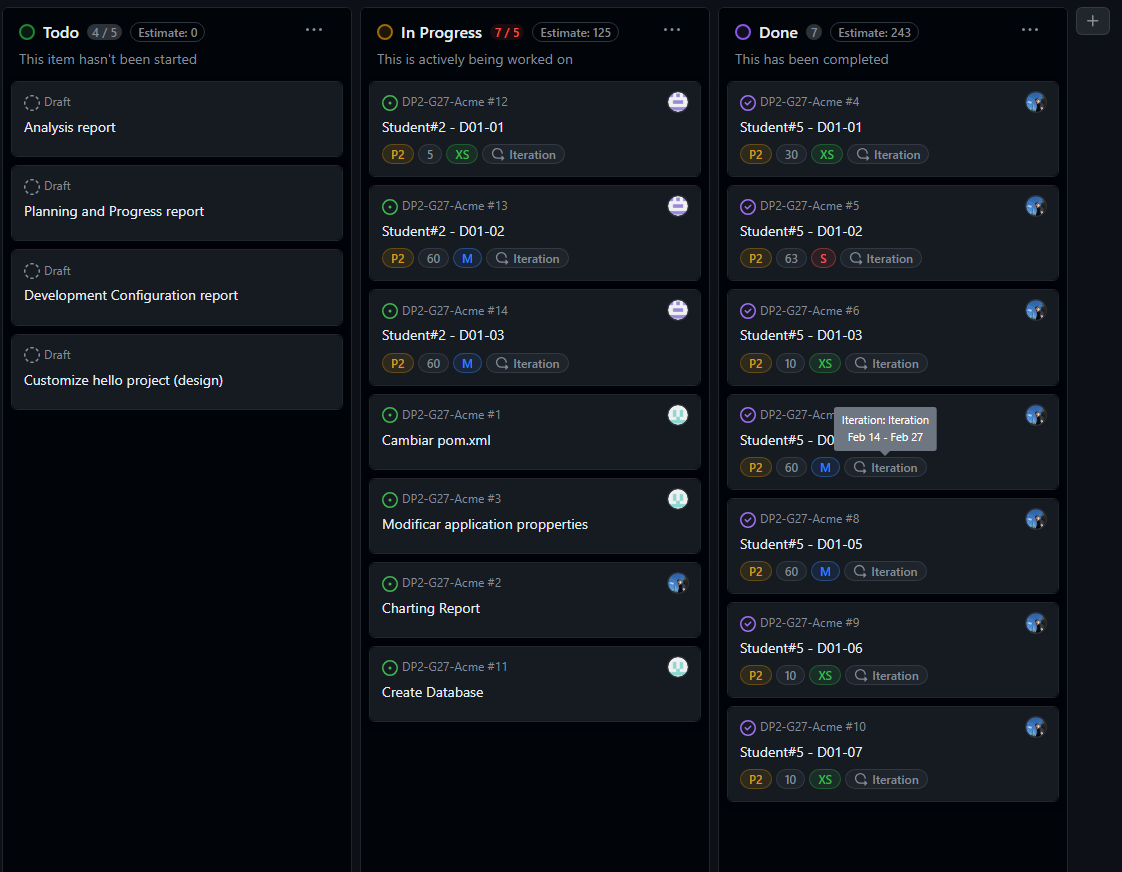 Todo 4 / 5 Estimate: 0
This item hasn't been started
Draft
Analysis report
Draft
Planning and Progress report
Draft
Development Configuration report
Draft
Customize hello project (design)
In Progress 7 / 5 Estimate: 125
This is actively being worked on
DP2-G27-Acme #12
Student#2 - D01-01
P2 5 XS Iteration
DP2-G27-Acme #13
Student#2 - D01-02
P2 60 M Iteration
DP2-G27-Acme #14
Student#2 - D01-03
P2 60 M Iteration
DP2-G27-Acme #1
Cambiar pom.xml
DP2-G27-Acme #3
Modificar application propperties
DP2-G27-Acme #2
Charting Report
DP2-G27-Acme #11
Create Database
Done 7 Estimate: 243
This has been completed
DP2-G27-Acme #4
Student#5 - D01-01
P2 30 XS Iteration
DP2-G27-Acme #5
Student#5 - D01-02
P2 63 S Iteration
DP2-G27-Acme #6
Student#5 - D01-03
P2 10 XS Iteration
DP2-G27-Acm
Iteration: Iteration
Feb 14 - Feb 27
Student#5 - D0
P2 60 M Iteration
DP2-G27-Acme #8
Student#5 - D01-05
P2 60 M Iteration
DP2-G27-Acme #9
Student#5 - D01-06
P2 10 XS Iteration
DP2-G27-Acme #10
Student#5 - D01-07
P2 10 XS Iteration